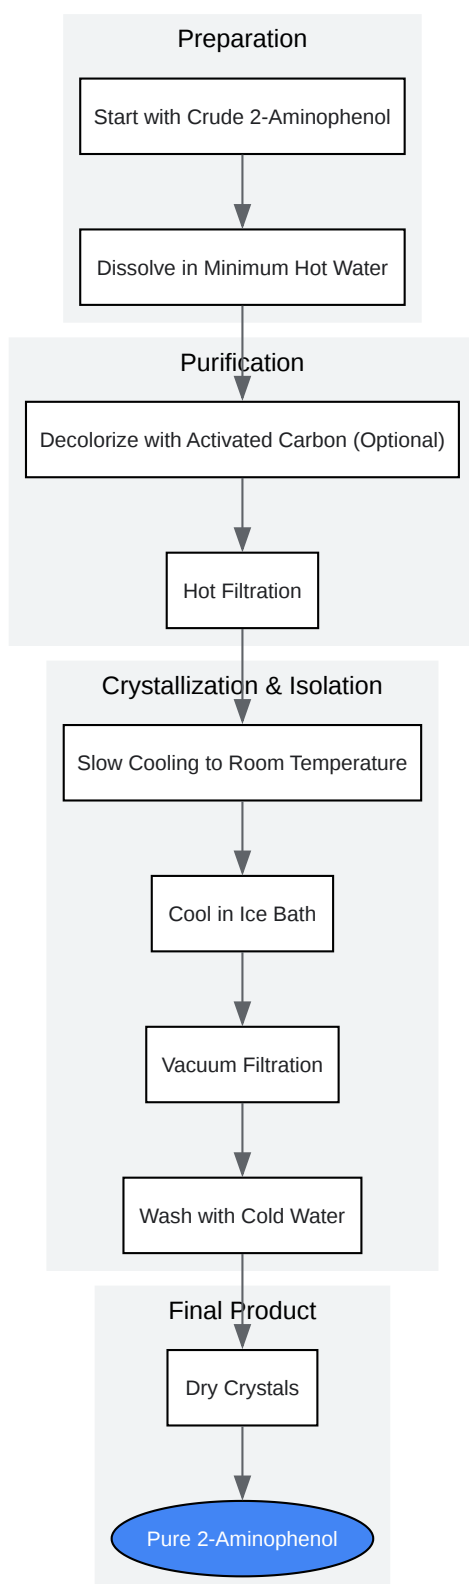 Preparation
Start with Crude 2-Aminophenol
Dissolve in Minimum Hot Water
Purification
Decolorize with Activated Carbon (Optional)
Hot Filtration
Crystallization & Isolation
Slow Cooling to Room Temperature
Cool in Ice Bath
Vacuum Filtration
Wash with Cold Water
Final Product
Dry Crystals
Pure 2-Aminophenol